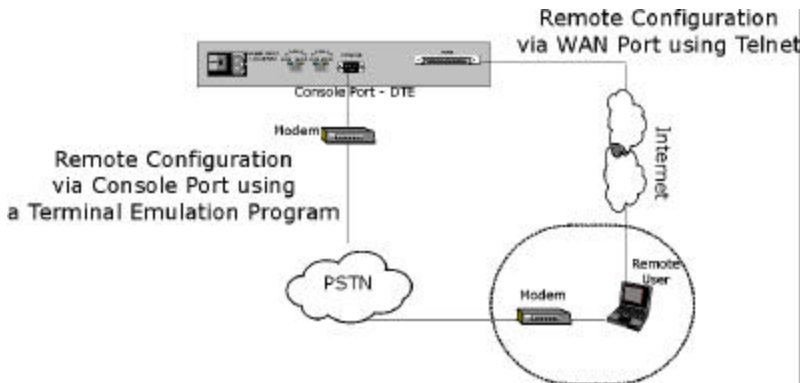 Remote Configuration
via WAN Port using Telnet
Console Port - DTE
Modem
Internet
Remote Configuration
via Console Port using
a Terminal Emulation Program
PSTN
Modem
Remote
User